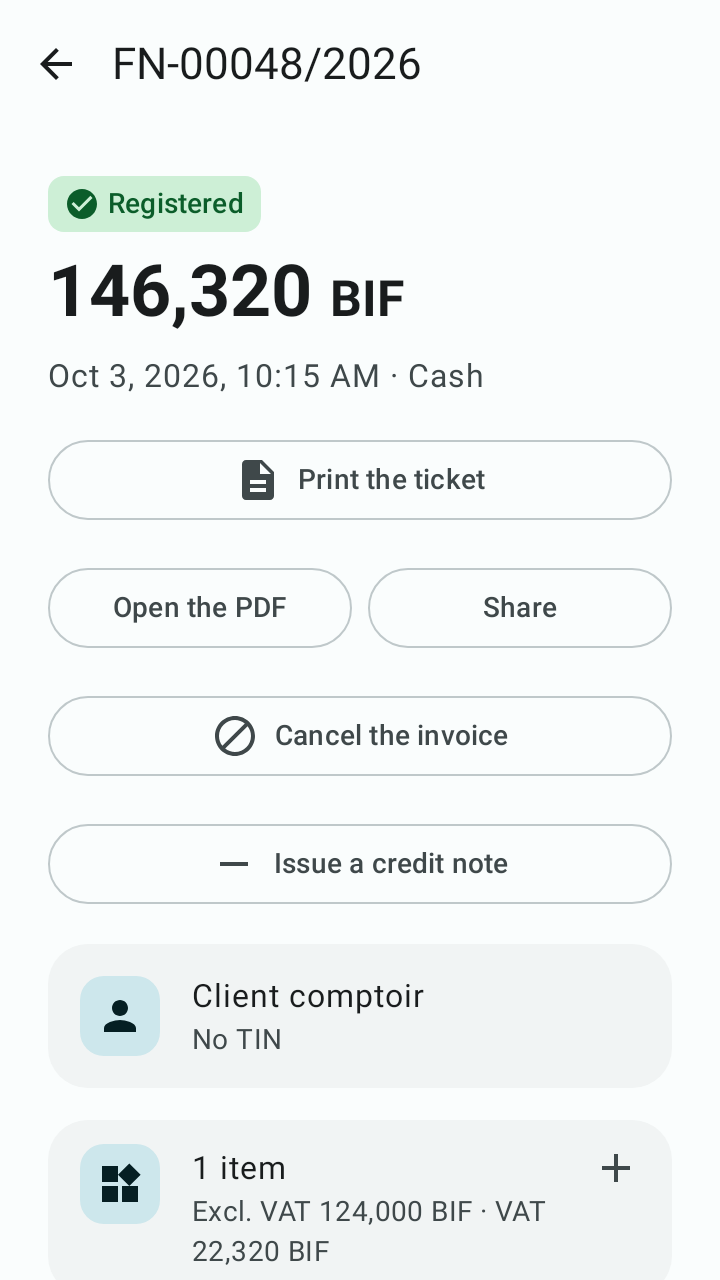 FN-00048/2026
Registered
146,320 BIF
Oct 3, 2026, 10:15 AM · Cash
Print the ticket
Open the PDF
Share
Cancel the invoice
Issue a credit note
Client comptoir
No TIN
1 item
Excl. VAT 124,000 BIF · VAT
22,320 BIF